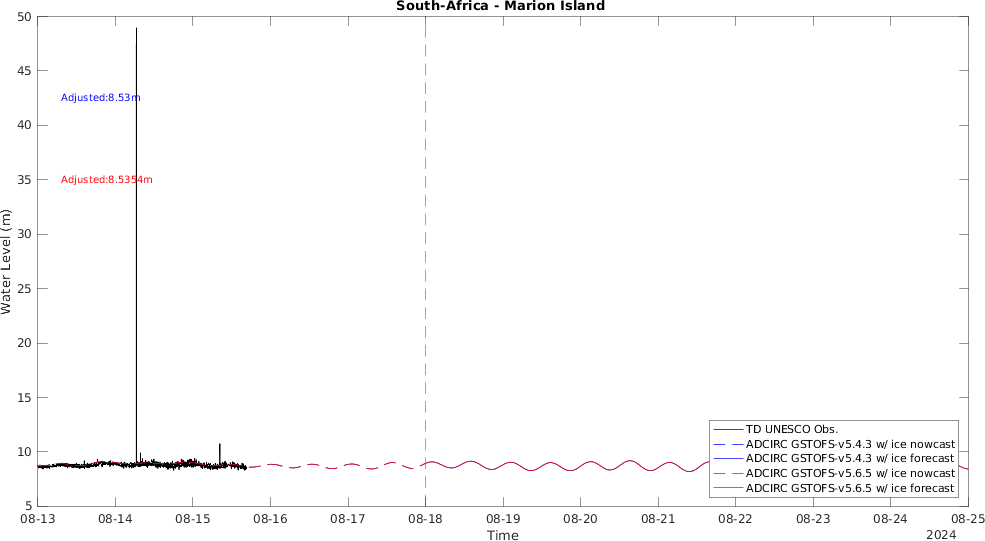 South-Africa - Marion Island
50
45
40
35
30
25
20
15
10
5
Water Level (m)
Adjusted:8.53m
Adjusted:8.5354m
TD UNESCO Obs.
ADCIRC GSTOFS-v5.4.3 w/ ice nowcast
ADCIRC GSTOFS-v5.4.3 w/ ice forecast
ADCIRC GSTOFS-v5.6.5 w/ ice nowcast
ADCIRC GSTOFS-v5.6.5 w/ ice forecast
08-13 08-14 08-15 08-16 08-17 08-18 08-19 08-20 08-21 08-22 08-23 08-24 08-25
Time
2024